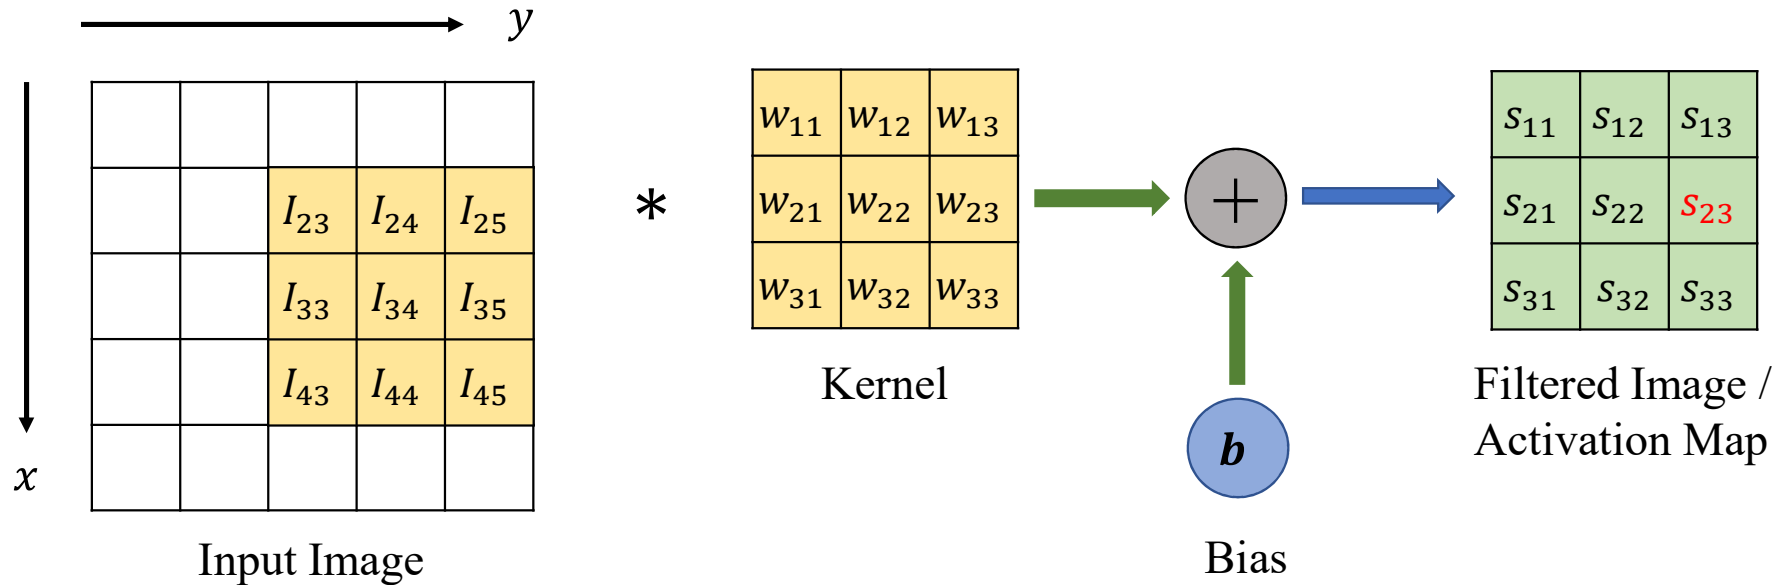 y
x
I₂₃ I₂₄ I₂₅
I₃₃ I₃₄ I₃₅
I₄₃ I₄₄ I₄₅
Input Image
*
w₁₁ w₁₂ w₁₃
w₂₁ w₂₂ w₂₃
w₃₁ w₃₂ w₃₃
Kernel
+
b
Bias
s₁₁ s₁₂ s₁₃
s₂₁ s₂₂ s₂₃
s₃₁ s₃₂ s₃₃
Filtered Image /
Activation Map